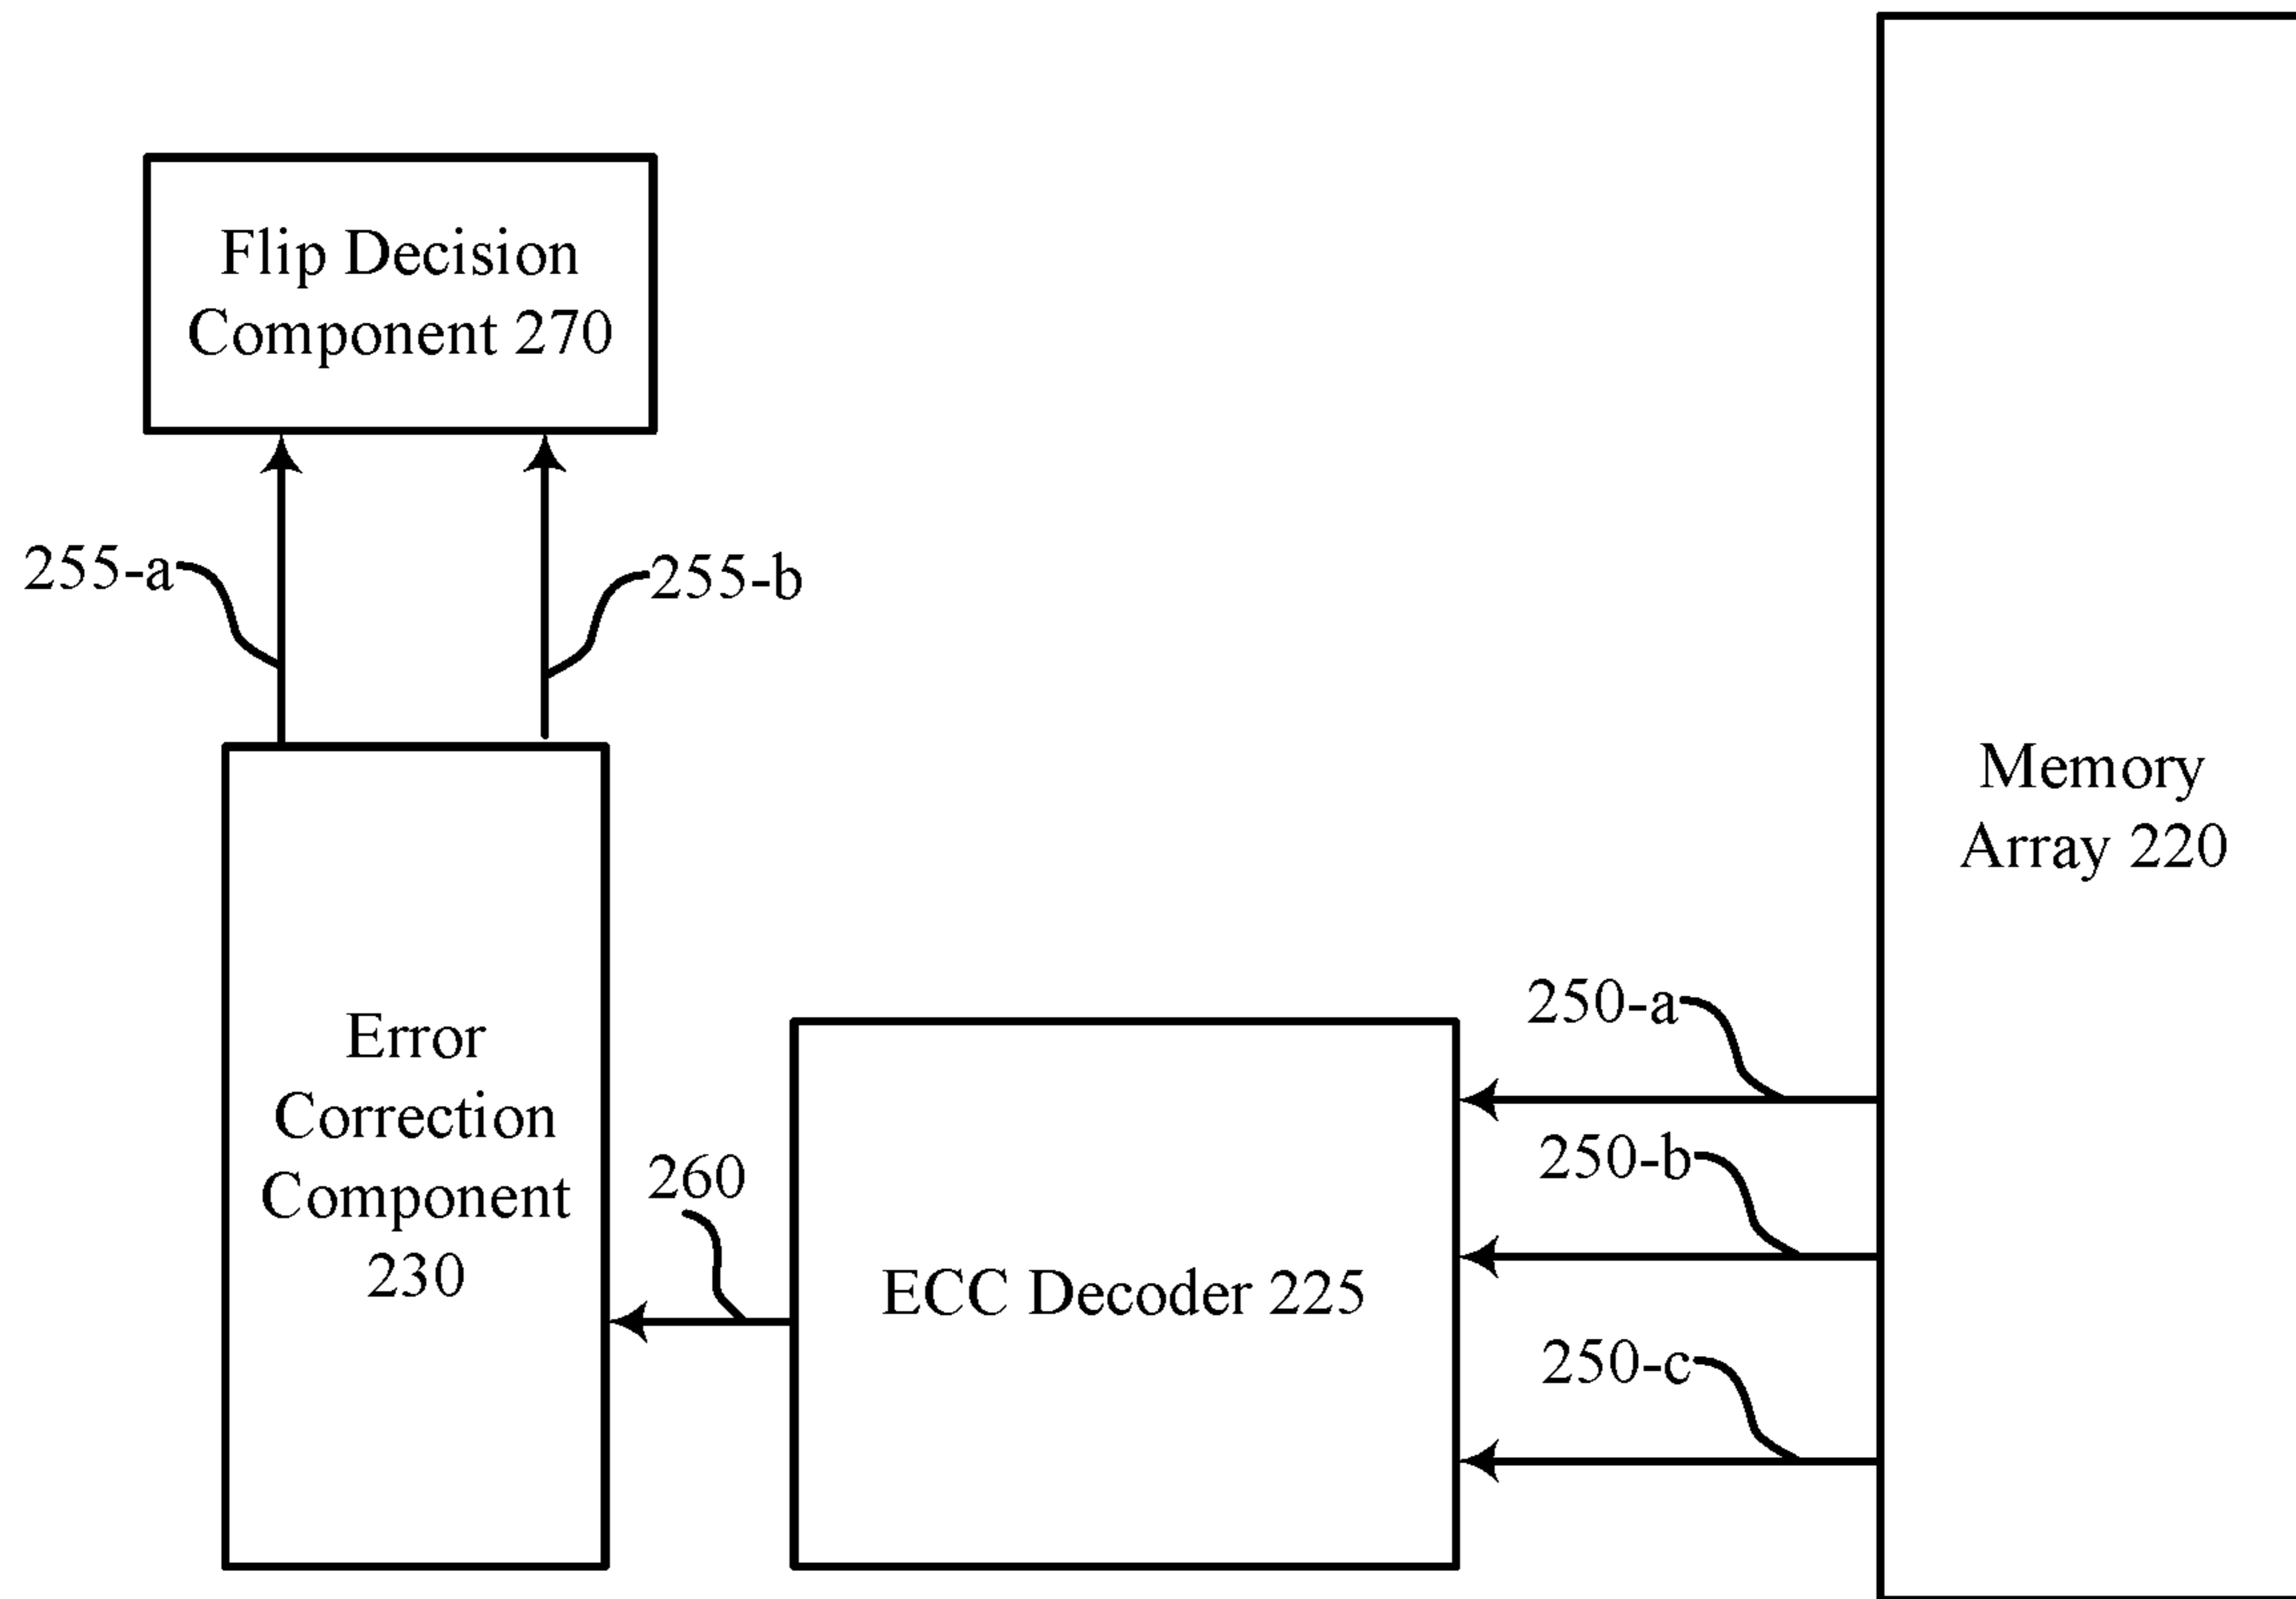 Flip Decision
Component 270
255-a
255-b
Memory
Array 220
250-a
Error
Correction
Component
230
260
250-b
ECC Decoder 225
250-c